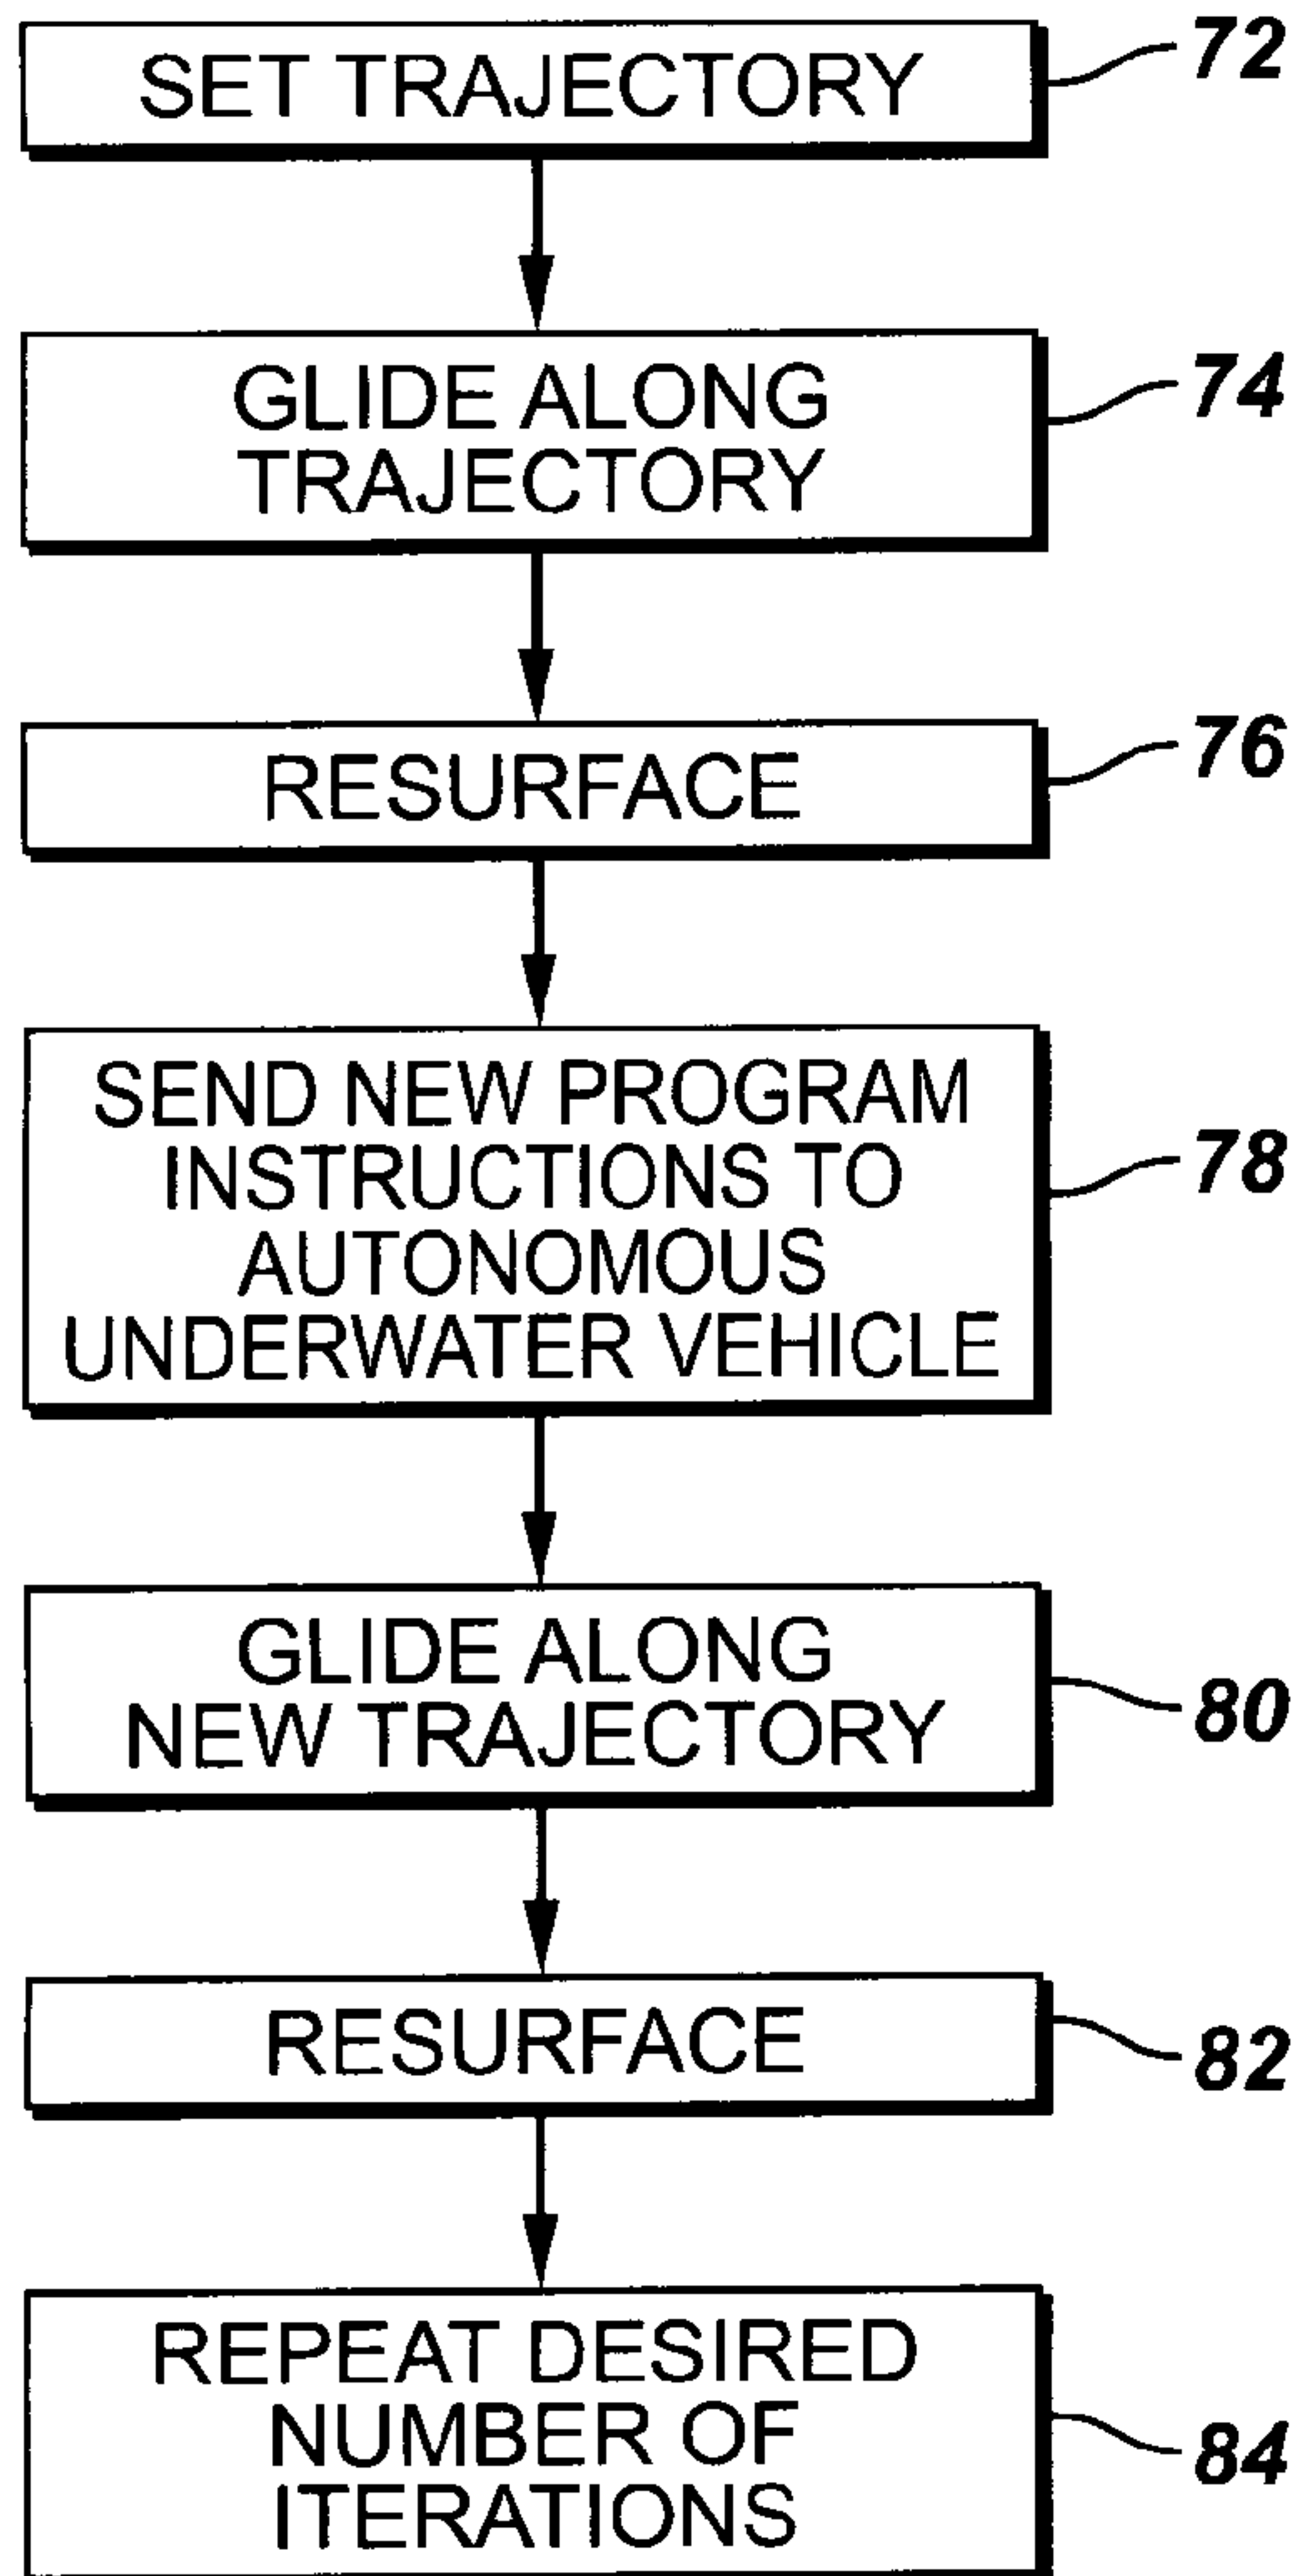 SET TRAJECTORY
72
GLIDE ALONG
TRAJECTORY
74
RESURFACE
76
SEND NEW PROGRAM
INSTRUCTIONS TO
AUTONOMOUS
UNDERWATER VEHICLE
78
GLIDE ALONG
NEW TRAJECTORY
80
RESURFACE
82
REPEAT DESIRED
NUMBER OF
ITERATIONS
84